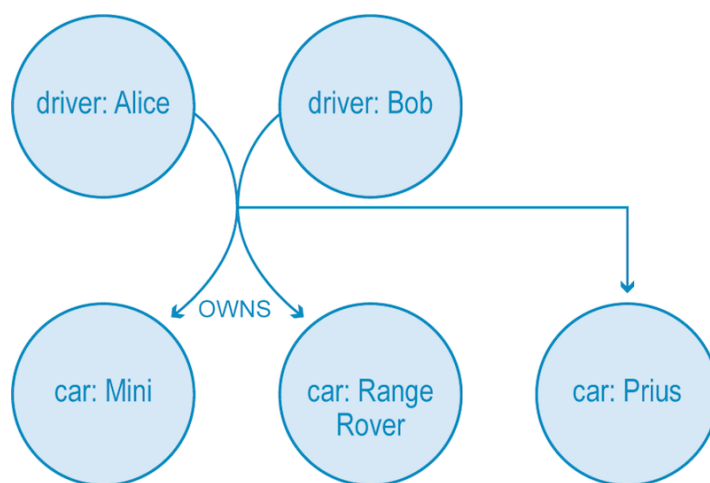 driver: Alice
driver: Bob
OWNS
car: Mini
car: Range
Rover
car: Prius